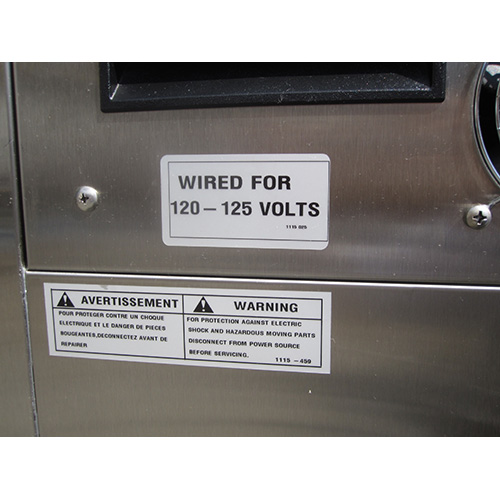 WIRED FOR
120 – 125 VOLTS
1115 025
AVERTISSEMENT
POUR PROTEGER CONTRE UN CHOQUE
ELECTRIQUE ET LE DANGER DE PIECES
BOUGEANTES, DECONNECTEZ AVANT DE
REPAIRER
WARNING
FOR PROTECTION AGAINST ELECTRIC
SHOCK AND HAZARDOUS MOVING PARTS
DISCONNECT FROM POWER SOURCE
BEFORE SERVICING.
1115 – 459